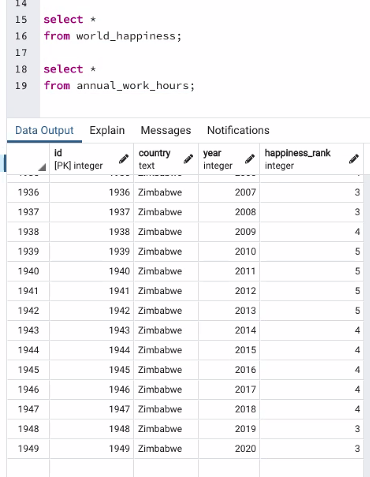 14
15 select *
16 from world_happiness;
17
18 select *
19 from annual_work_hours;
Data Output Explain Messages Notifications
id [PK] integer country text year integer happiness_rank integer
1936 1936 Zimbabwe 2007 3
1937 1937 Zimbabwe 2008 3
1938 1938 Zimbabwe 2009 4
1939 1939 Zimbabwe 2010 5
1940 1940 Zimbabwe 2011 5
1941 1941 Zimbabwe 2012 5
1942 1942 Zimbabwe 2013 5
1943 1943 Zimbabwe 2014 4
1944 1944 Zimbabwe 2015 4
1945 1945 Zimbabwe 2016 4
1946 1946 Zimbabwe 2017 4
1947 1947 Zimbabwe 2018 4
1948 1948 Zimbabwe 2019 3
1949 1949 Zimbabwe 2020 3